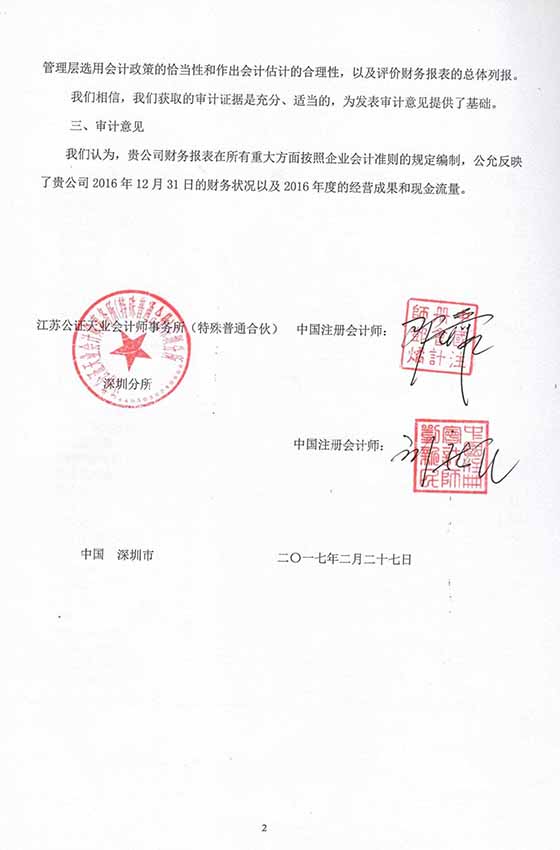 管理层选用会计政策的恰当性和作出会计估计的合理性，以及评价财务报表的总体列报。
我们相信，我们获取的审计证据是充分、适当的，为发表审计意见提供了基础。
三、审计意见
我们认为，贵公司财务报表在所有重大方面按照企业会计准则的规定编制，公允反映
了贵公司 2016 年 12 月 31 日的财务状况以及 2016 年度的经营成果和现金流量。
江苏公证天业会计师事务所（特殊普通合伙）
深圳分所
中国注册会计师：
中国注册会计师：
中国 深圳市
二〇一七年二月二十七日
2